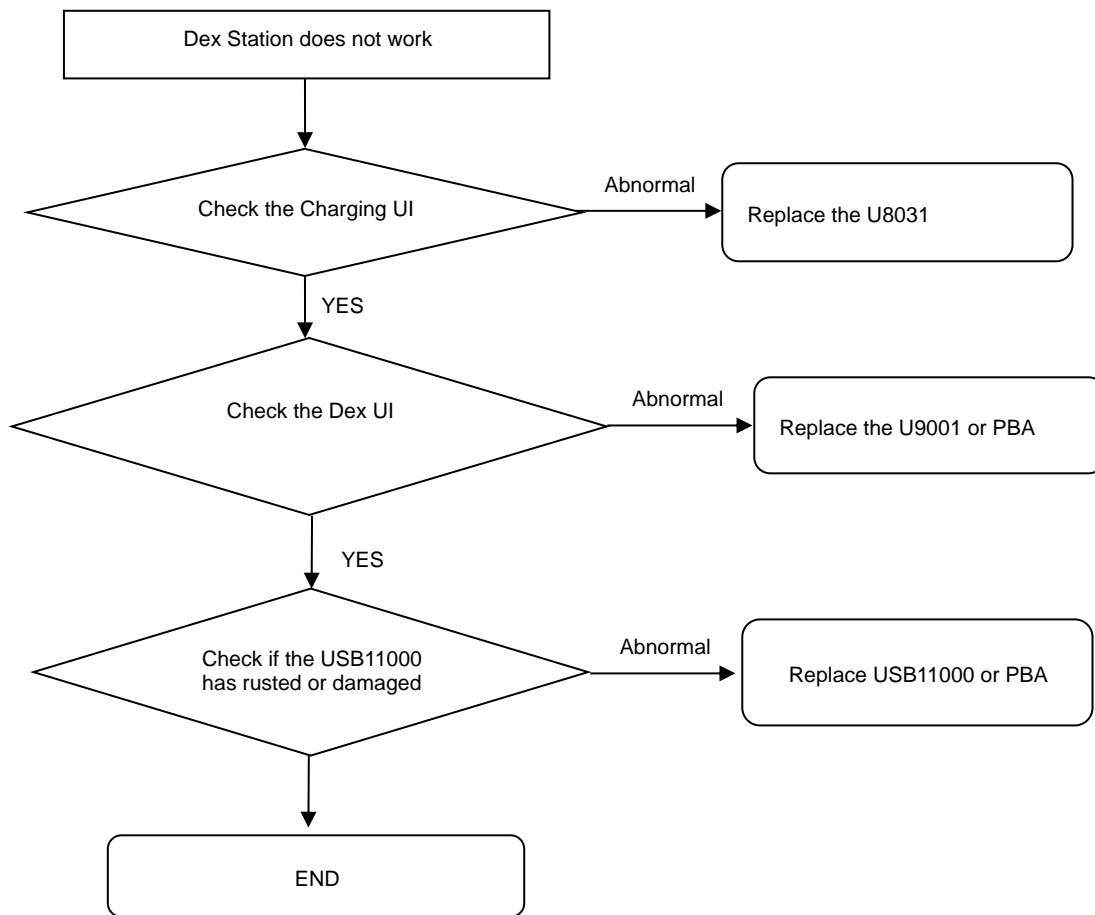 Dex Station does not work
Check the Charging UI
Abnormal
Replace the U8031
YES
Check the Dex UI
Abnormal
Replace the U9001 or PBA
YES
Check if the USB11000
has rusted or damaged
Abnormal
Replace USB11000 or PBA
END